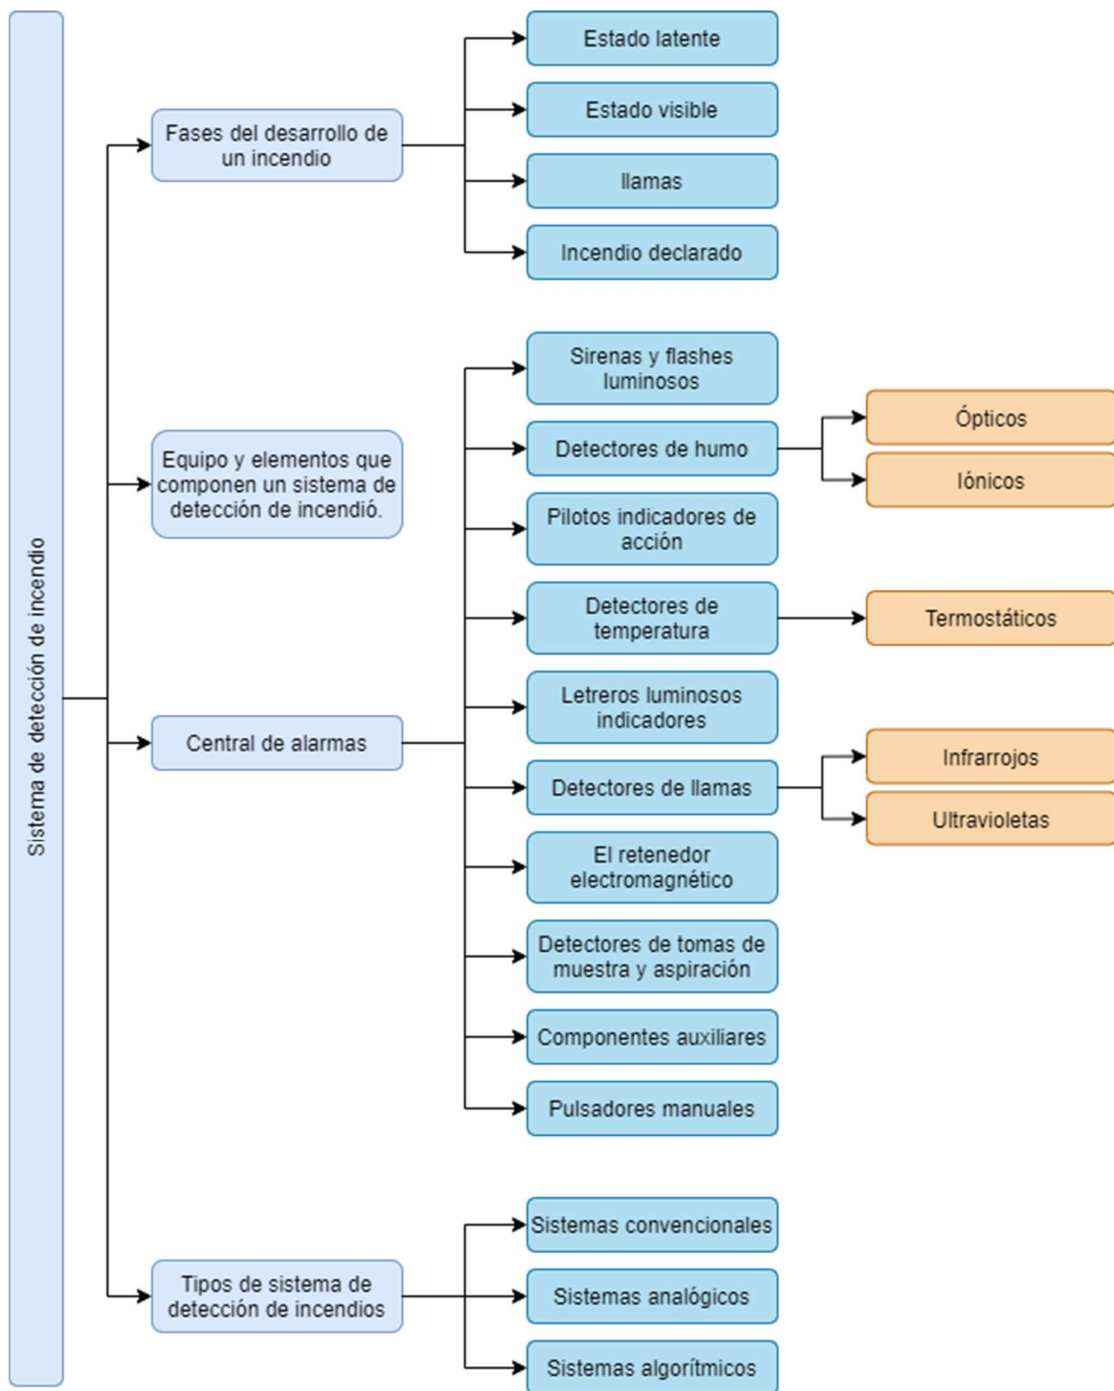 Sistema de detección de incendio
Fases del desarrollo de
un incendio
Estado latente
Estado visible
llamas
Incendio declarado
Equipo y elementos que
componen un sistema de
detección de incendió.
Central de alarmas
Sirenas y flashes
luminosos
Detectores de humo
Ópticos
Iónicos
Pilotos indicadores de
acción
Detectores de
temperatura
Termostáticos
Letreros luminosos
indicadores
Detectores de llamas
Infrarrojos
Ultravioletas
El retenedor
electromagnético
Detectores de tomas de
muestra y aspiración
Componentes auxiliares
Pulsadores manuales
Tipos de sistema de
detección de incendios
Sistemas convencionales
Sistemas analógicos
Sistemas algorítmicos